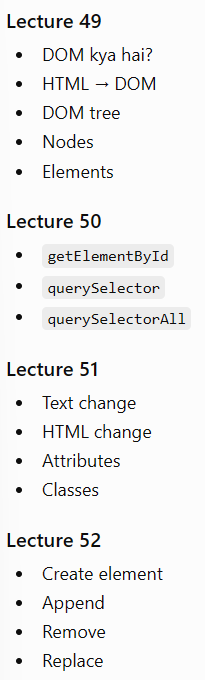 Lecture 49
DOM kya hai?
HTML → DOM
DOM tree
Nodes
Elements
Lecture 50
getElementById
querySelector
querySelectorAll
Lecture 51
Text change
HTML change
Attributes
Classes
Lecture 52
Create element
Append
Remove
Replace